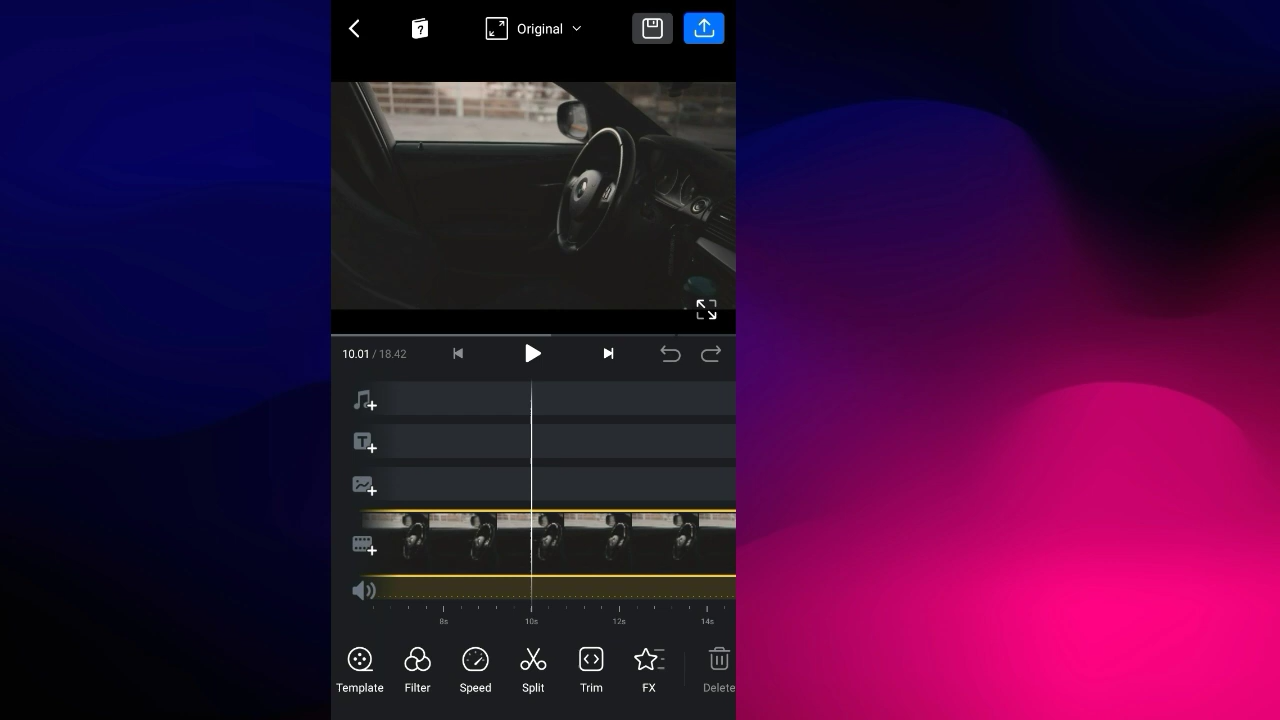 Original
10.01 / 18.42
8s 10s 12s 14s
Template Filter Speed Split Trim FX Delete